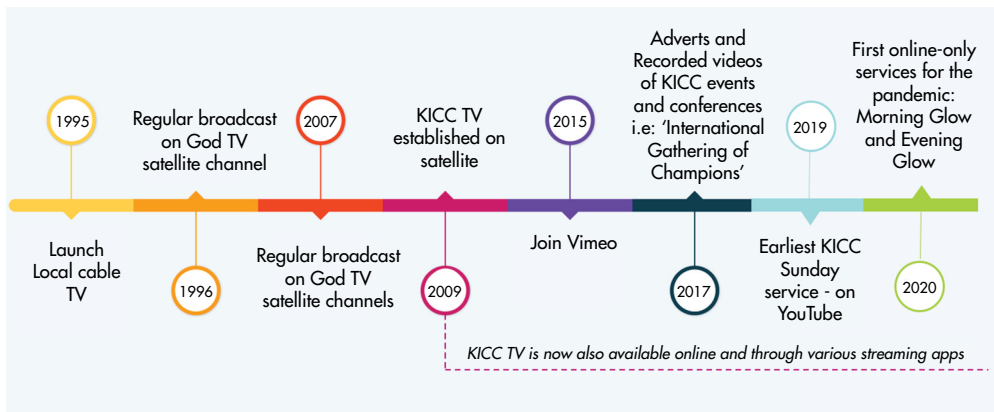 1995
Launch
Local cable
TV
Regular broadcast
on God TV
satellite channel
1996
2007
Regular broadcast
on God TV
satellite channels
KICC TV
established on
satellite
2009
2015
Join Vimeo
Adverts and
Recorded videos
of KICC events
and conferences
i.e: ‘International
Gathering of
Champions’
2017
2019
Earliest KICC
Sunday
service - on
YouTube
First online-only
services for the
pandemic:
Morning Glow
and Evening
Glow
2020
KICC TV is now also available online and through various streaming apps